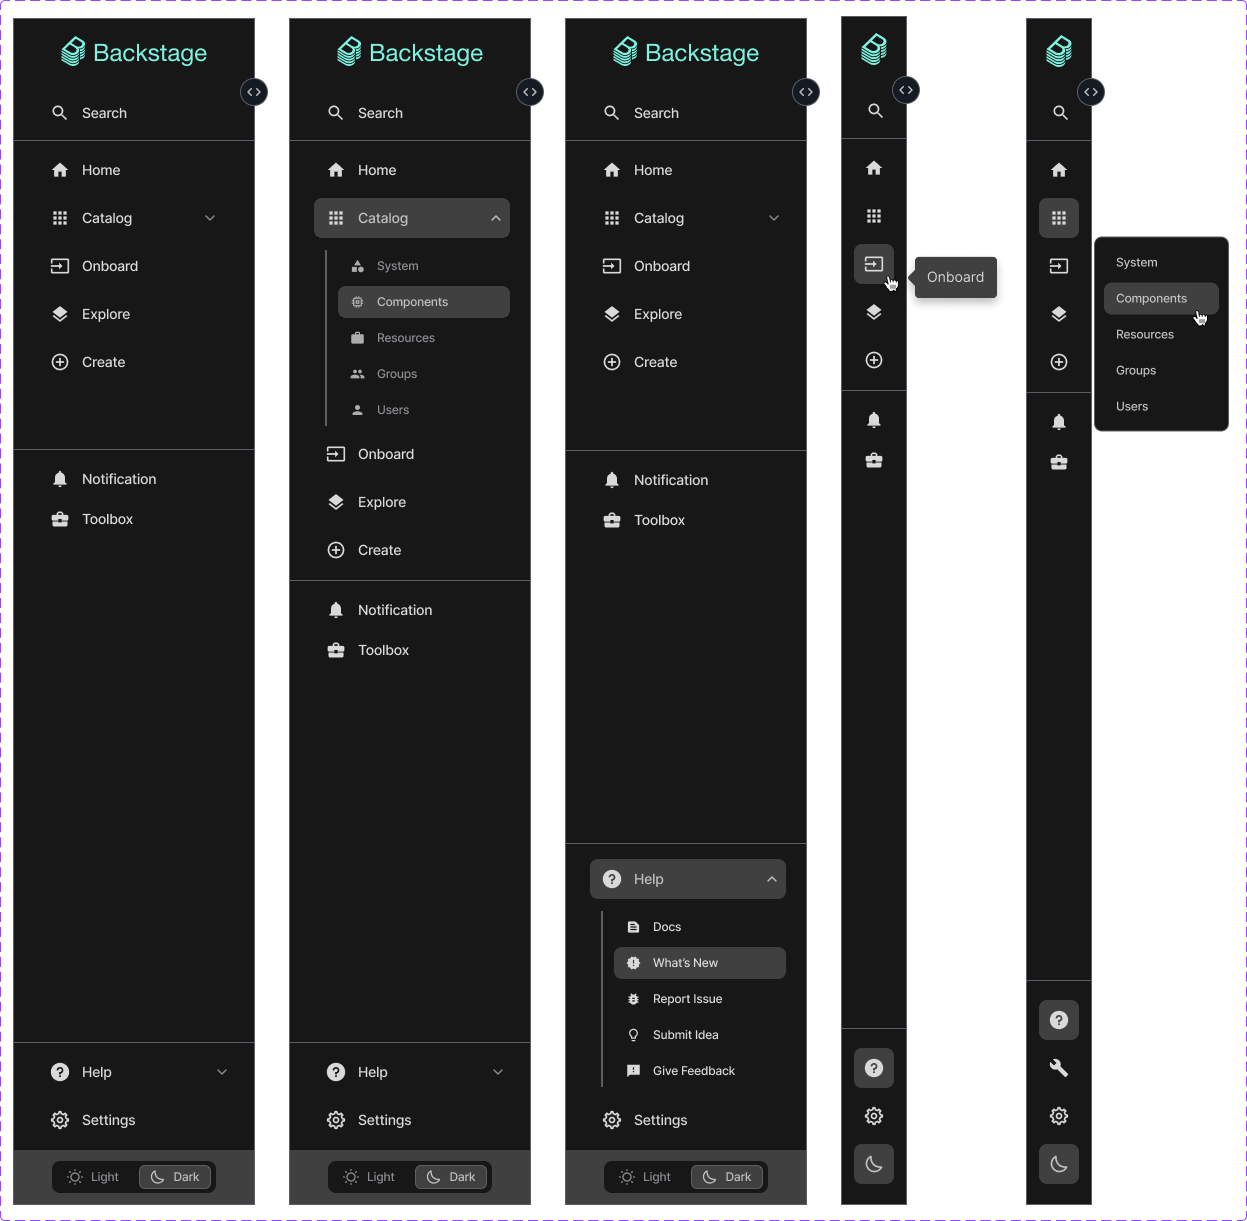 Backstage
Search
Home
Catalog
Onboard
Explore
Create
Notification
Toolbox
Help
Settings
Light
Dark
Backstage
Search
Home
Catalog
System
Components
Resources
Groups
Users
Onboard
Explore
Create
Notification
Toolbox
Help
Settings
Light
Dark
Backstage
Search
Home
Catalog
Onboard
Explore
Create
Notification
Toolbox
Help
Docs
What's New
Report Issue
Submit Idea
Give Feedback
Settings
Light
Dark
Onboard
System
Components
Resources
Groups
Users